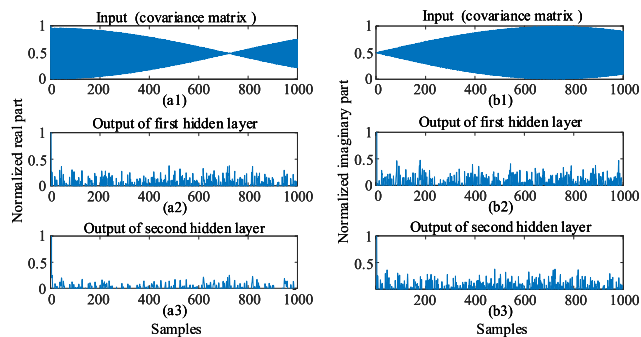 Input (covariance matrix )
1
0.5
0
0 200 400 600 800 1000
(a1)
Output of first hidden layer
1
0.5
0
0 200 400 600 800 1000
(a2)
Output of second hidden layer
1
0.5
0 200 400 600 800 1000
(a3)
Samples
Normalized real part
Input (covariance matrix )
1
0.5
0
0 200 400 600 800 1000
(b1)
Output of first hidden layer
1
0.5
0
0 200 400 600 800 1000
(b2)
Output of second hidden layer
1
0.5
200 400 600 800 1000
(b3)
Samples
Normalized imaginary part